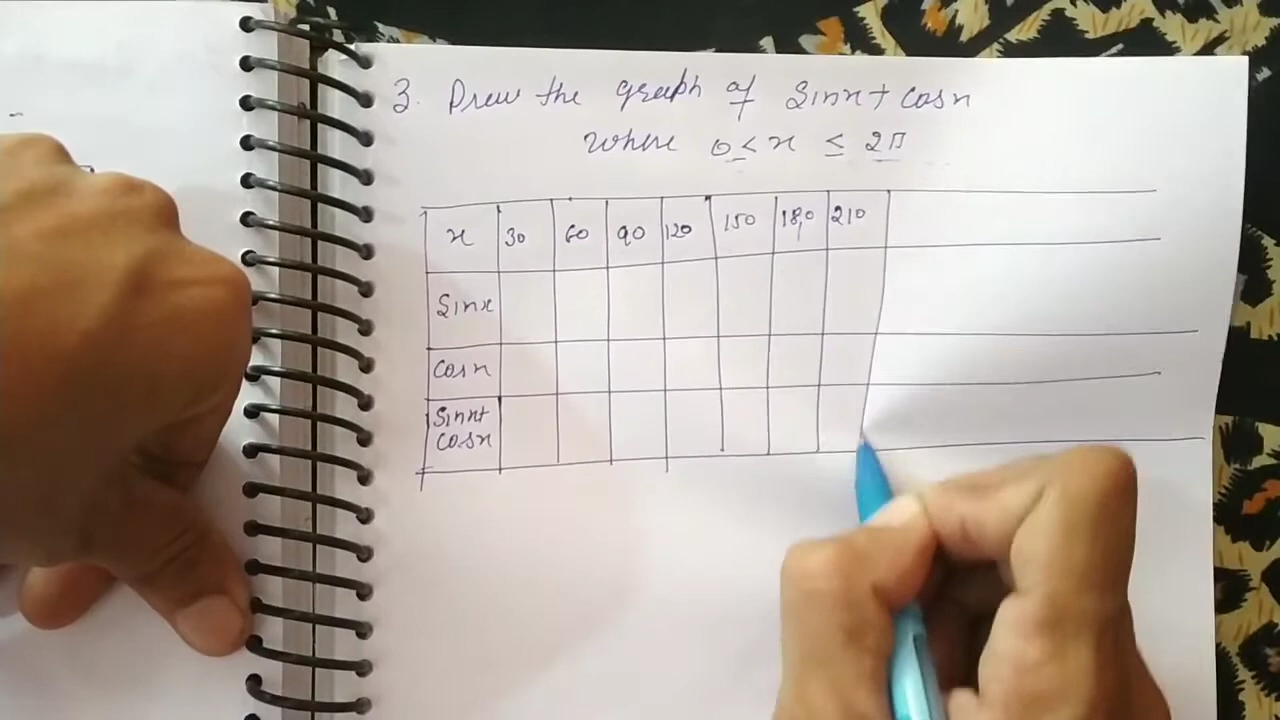 3. Draw the graph of Sinx + cosx
where 0 ≤ x ≤ 2π
x 30 60 90 120 150 180 210
Sinx
cosx
Sinx+
cosx